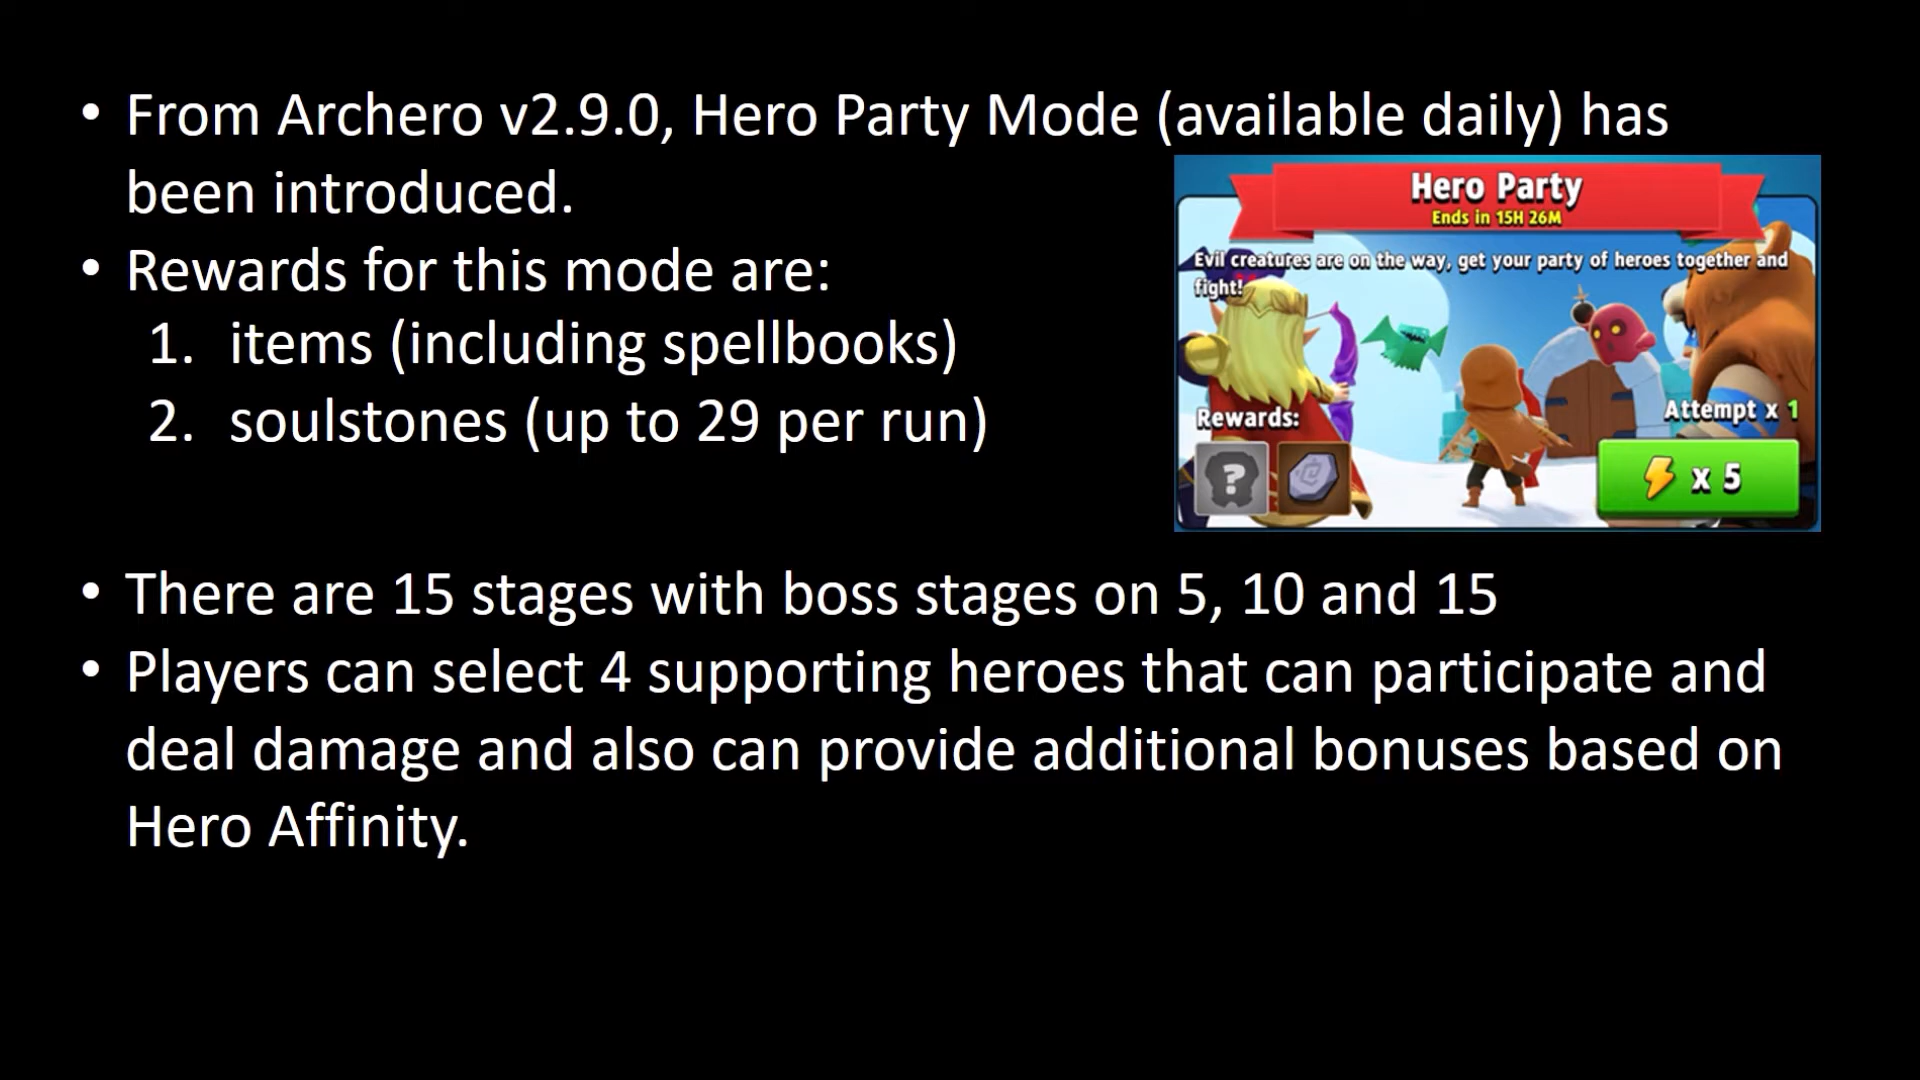 • From Archero v2.9.0, Hero Party Mode (available daily) has
been introduced.
• Rewards for this mode are:
1. items (including spellbooks)
2. soulstones (up to 29 per run)
Hero Party
Ends in 15H 26M
Evil creatures are on the way, get your party of heroes together and
fight!
Rewards:
Attempt x 1
?
x 5
• There are 15 stages with boss stages on 5, 10 and 15
• Players can select 4 supporting heroes that can participate and
deal damage and also can provide additional bonuses based on
Hero Affinity.